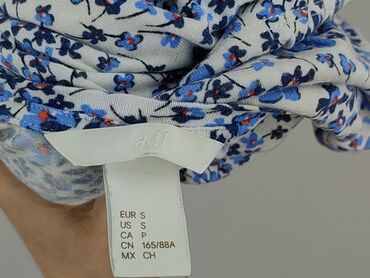 H&M
EUR S
US S
CA P
CN 165/88A
MX CH